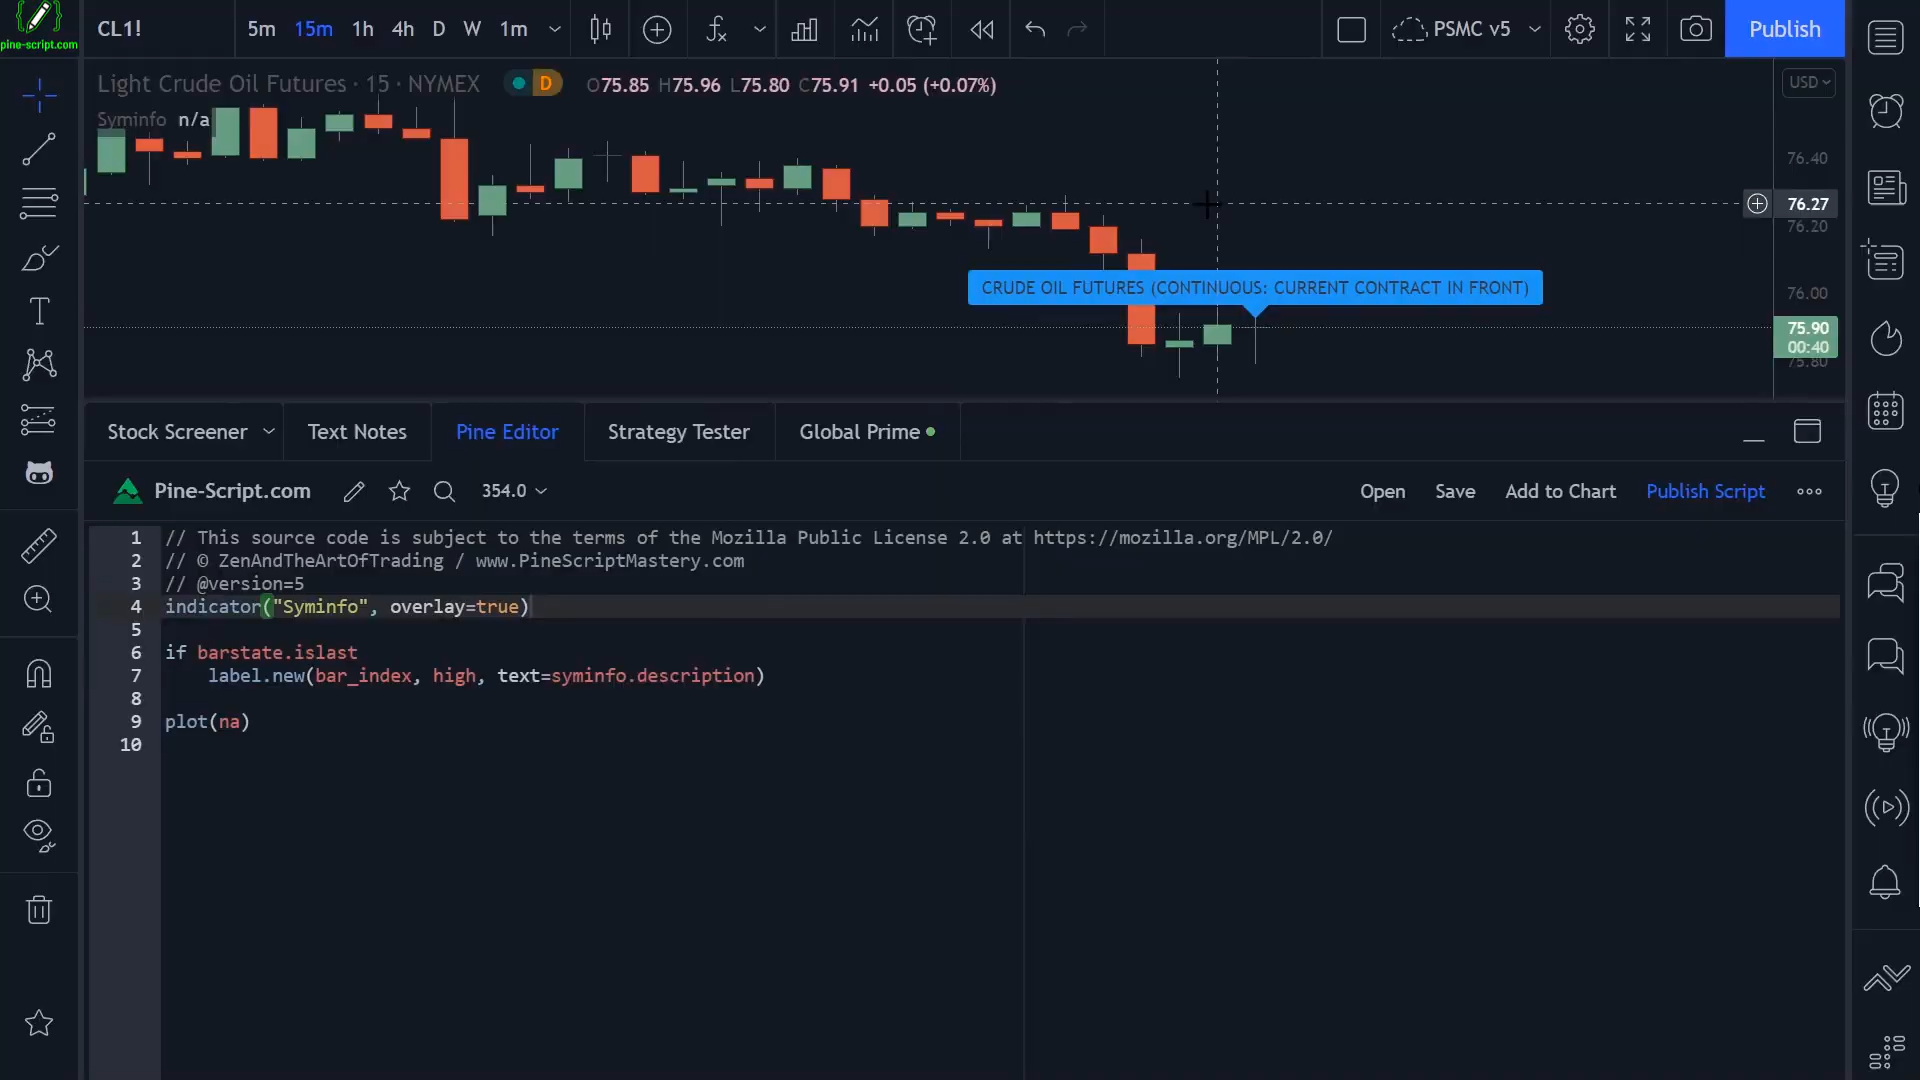 pine-script.com
CL1! 5m 15m 1h 4h D W 1m PSMC v5 Publish
Light Crude Oil Futures · 15 · NYMEX D O75.85 H75.96 L75.80 C75.91 +0.05 (+0.07%) USD
Syminfo n/a
76.40
76.27
76.20
CRUDE OIL FUTURES (CONTINUOUS: CURRENT CONTRACT IN FRONT)
76.00
75.90
00:40
75.80
Stock Screener Text Notes Pine Editor Strategy Tester Global Prime
Pine-Script.com 354.0 Open Save Add to Chart Publish Script
1 // This source code is subject to the terms of the Mozilla Public License 2.0 at https://mozilla.org/MPL/2.0/
2 // © ZenAndTheArtOfTrading / www.PineScriptMastery.com
3 // @version=5
4 indicator("Syminfo", overlay=true)
5
6 if barstate.islast
7 label.new(bar_index, high, text=syminfo.description)
8
9 plot(na)
10